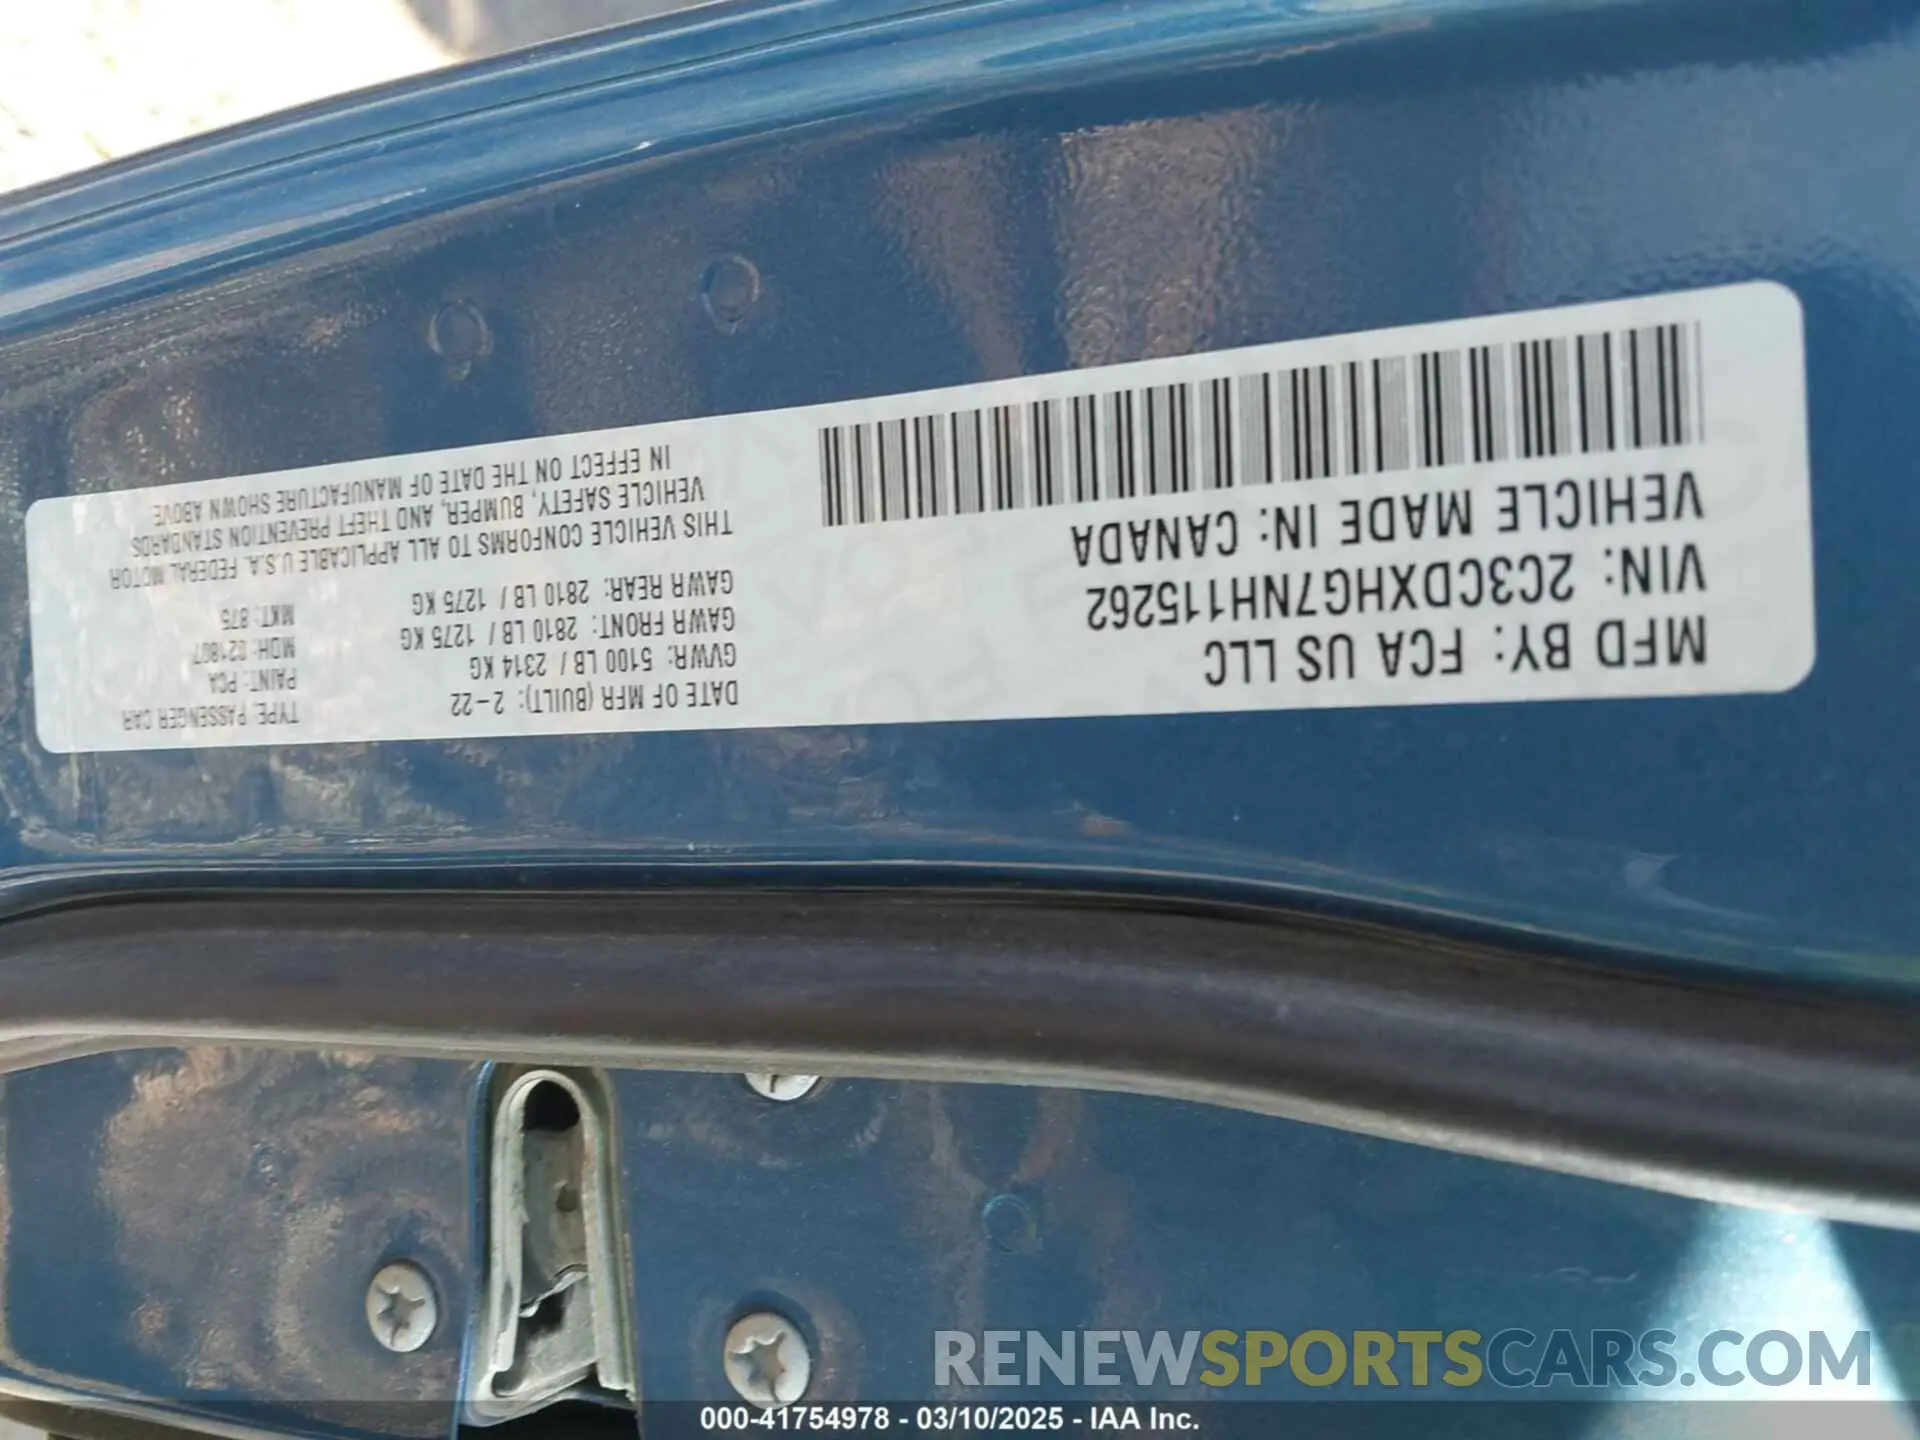 MFD BY: FCA US LLC
VIN: 2C3CDXHG7NH115262
VEHICLE MADE IN: CANADA
DATE OF MFR (BUILT): 2-22
GVWR: 5100 LB / 2314 KG
GAWR FRONT: 2810 LB / 1275 KG
GAWR REAR: 2810 LB / 1275 KG
TYPE: PASSENGER CAR
PAINT: PCA
MDH: 021807
MKT: 875
THIS VEHICLE CONFORMS TO ALL APPLICABLE U.S.A. FEDERAL MOTOR
VEHICLE SAFETY, BUMPER, AND THEFT PREVENTION STANDARDS
IN EFFECT ON THE DATE OF MANUFACTURE SHOWN ABOVE
RENEWSPORTSCARS.COM
000-41754978 - 03/10/2025 - IAA Inc.